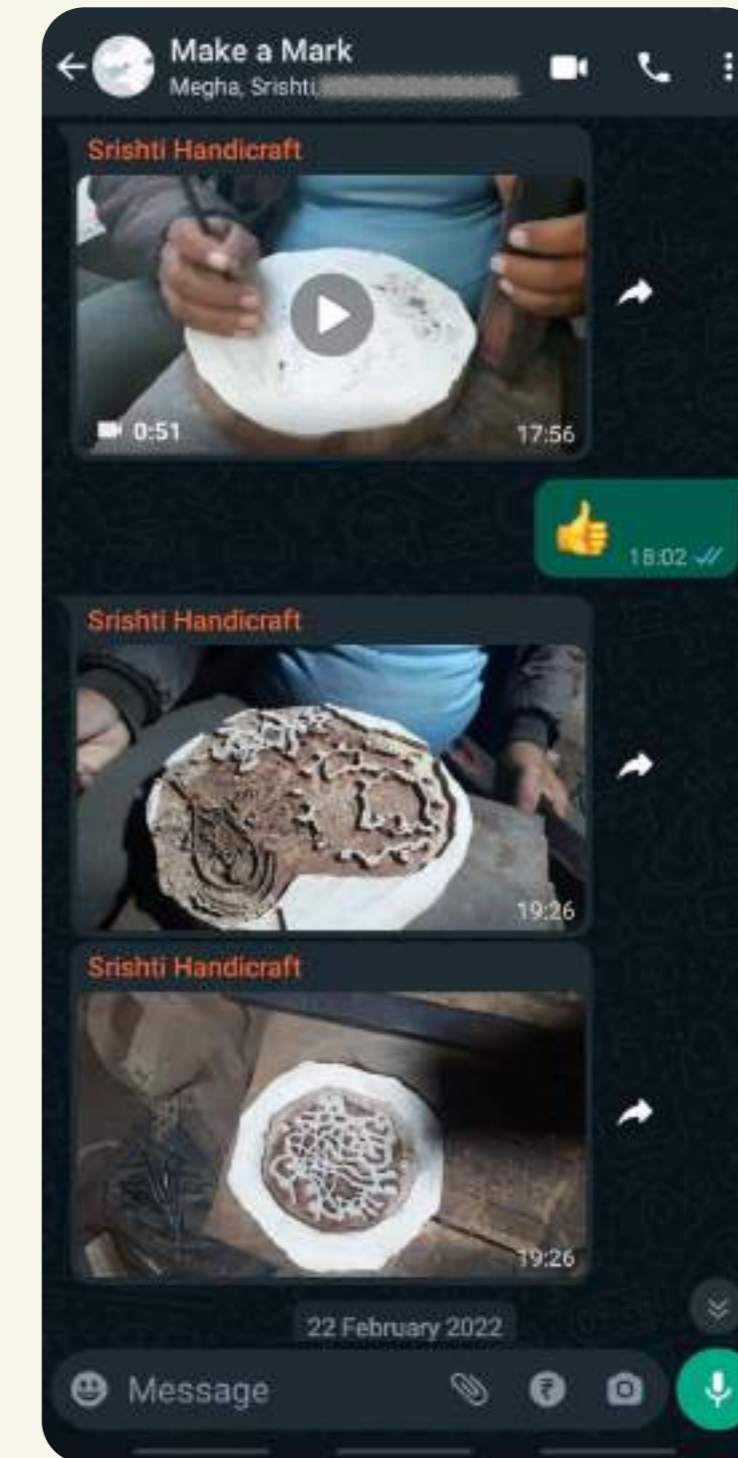 Make a Mark
Megha, Srishti
Srishti Handicraft
0:51
17:56
👍
18:02
Srishti Handicraft
19:26
Srishti Handicraft
19:26
22 February 2022
Message